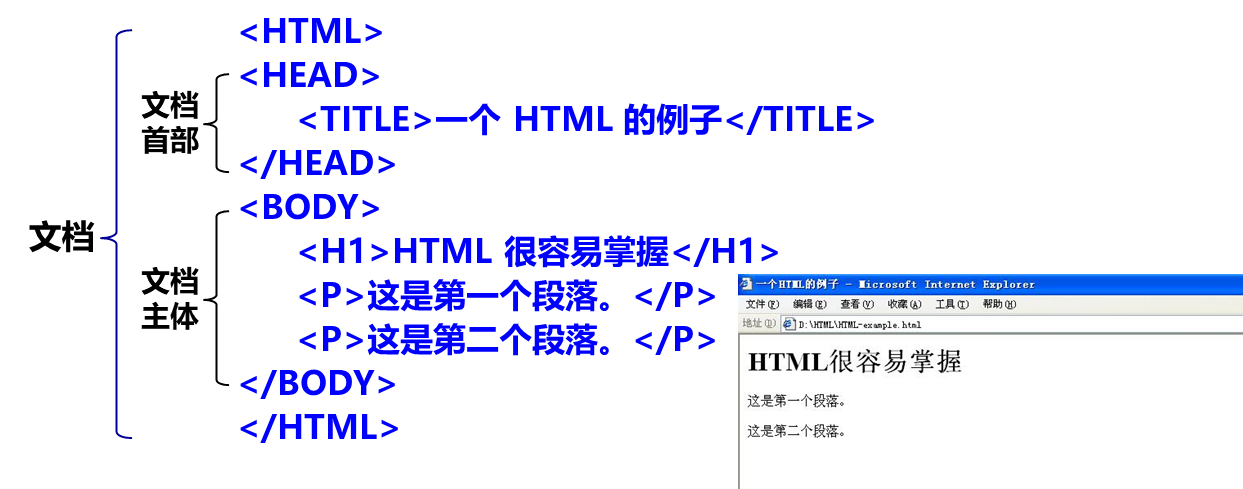 <HTML>
<HEAD>
文档
首部
<TITLE>一个 HTML 的例子</TITLE>
</HEAD>
文档
<BODY>
文档
主体
<H1>HTML 很容易掌握</H1>
<P>这是第一个段落。</P>
<P>这是第二个段落。</P>
</BODY>
</HTML>
一个HTML的例子 - Microsoft Internet Explorer
文件(F) 编辑(E) 查看(V) 收藏(A) 工具(T) 帮助(H)
地址(D) D:\HTML\HTML-example.html
HTML很容易掌握
这是第一个段落。
这是第二个段落。